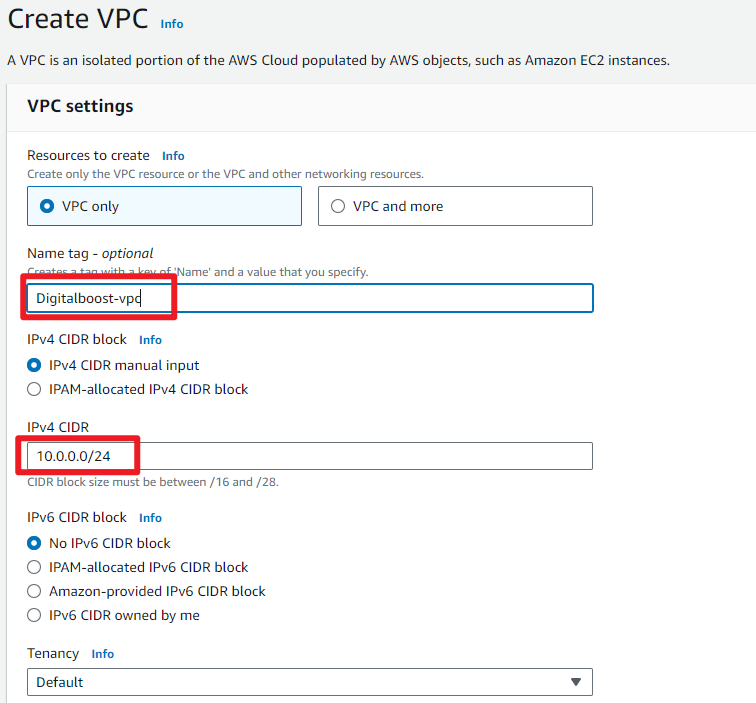 Create VPC Info
A VPC is an isolated portion of the AWS Cloud populated by AWS objects, such as Amazon EC2 instances.
VPC settings
Resources to create Info
Create only the VPC resource or the VPC and other networking resources.
VPC only
VPC and more
Name tag - optional
Creates a tag with a key of 'Name' and a value that you specify.
Digitalboost-vpc
IPv4 CIDR block Info
IPv4 CIDR manual input
IPAM-allocated IPv4 CIDR block
IPv4 CIDR
10.0.0.0/24
CIDR block size must be between /16 and /28.
IPv6 CIDR block Info
No IPv6 CIDR block
IPAM-allocated IPv6 CIDR block
Amazon-provided IPv6 CIDR block
IPv6 CIDR owned by me
Tenancy Info
Default